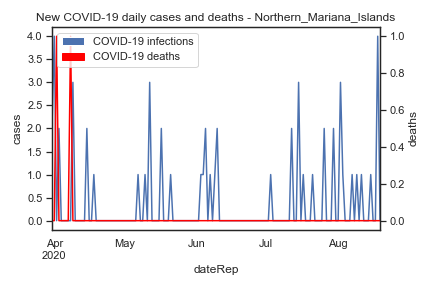 New COVID-19 daily cases and deaths - Northern_Mariana_Islands
COVID-19 infections
COVID-19 deaths
4.0
3.5
3.0
2.5
2.0
1.5
1.0
0.5
0.0
cases
1.0
0.8
0.6
0.4
0.2
0.0
deaths
Apr
2020
May
Jun
Jul
Aug
dateRep